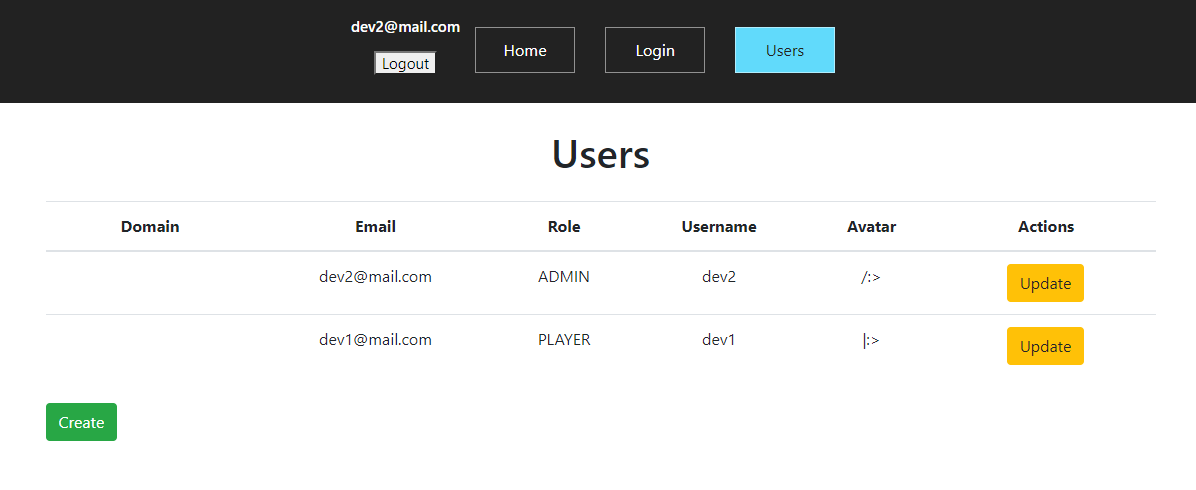 dev2@mail.com
Logout
Home
Login
Users
Users
Domain Email Role Username Avatar Actions
dev2@mail.com ADMIN dev2 /:> Update
dev1@mail.com PLAYER dev1 |:> Update
Create